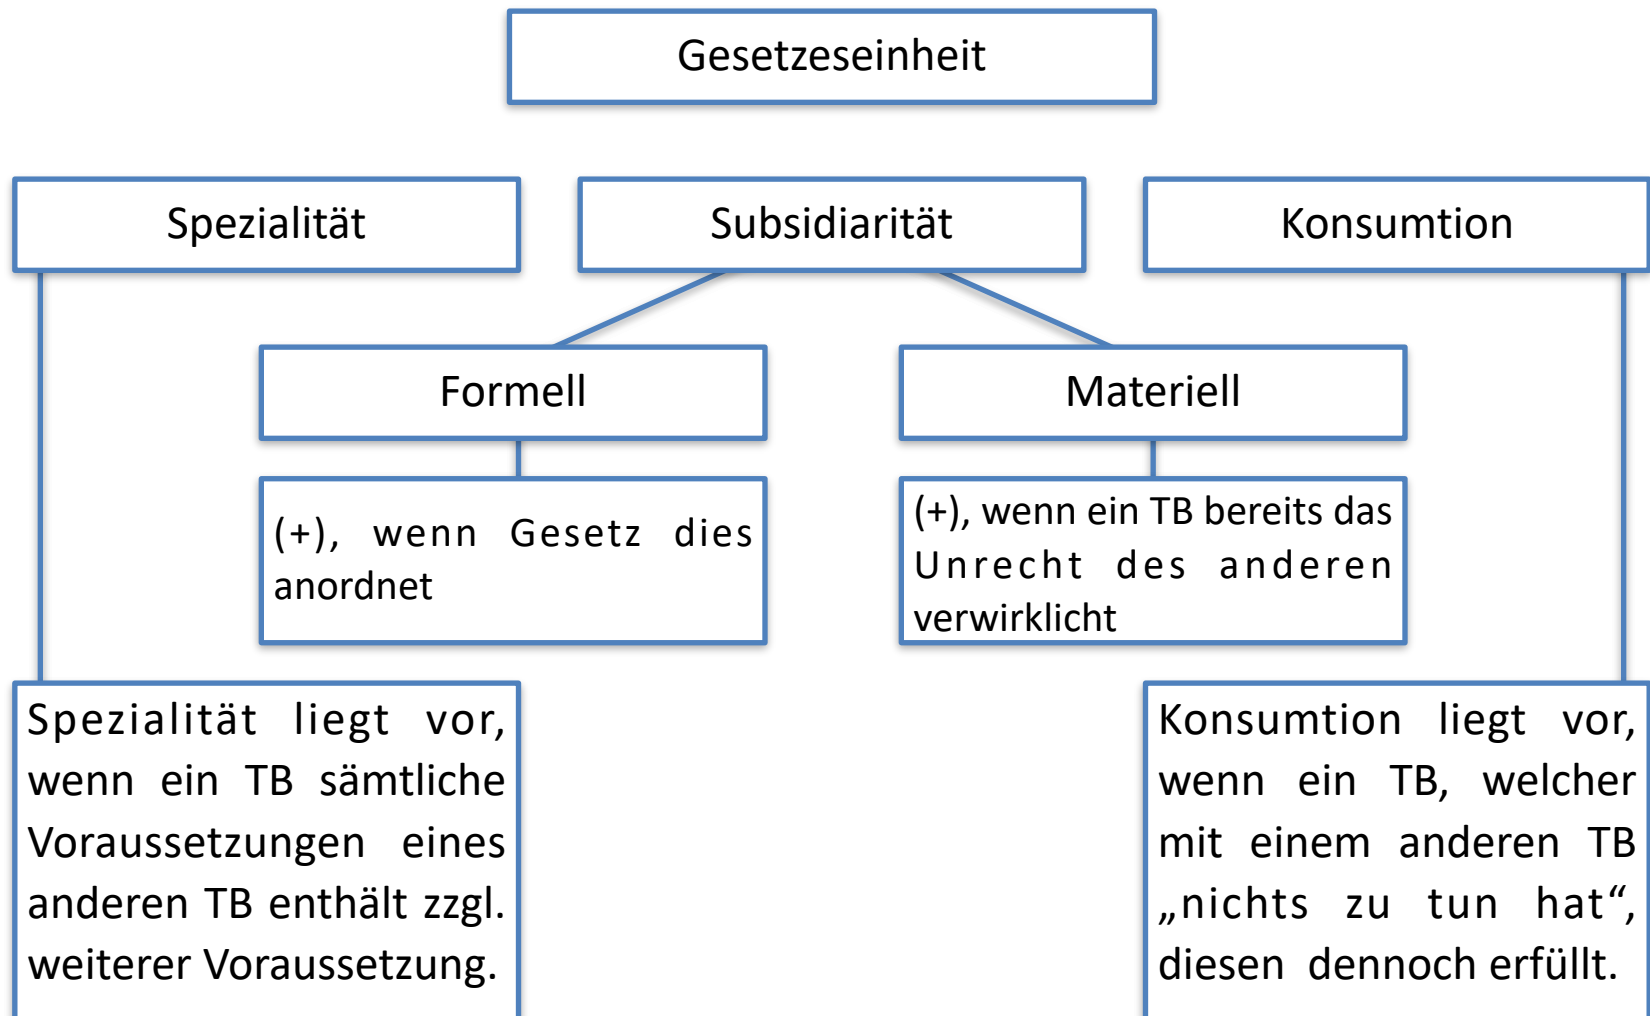 Gesetzeseinheit
Spezialität
Subsidiarität
Konsumtion
Formell
Materiell
(+), wenn Gesetz dies
anordnet
(+), wenn ein TB bereits das
Unrecht des anderen
verwirklicht
Spezialität liegt vor,
wenn ein TB sämtliche
Voraussetzungen eines
anderen TB enthält zzgl.
weiterer Voraussetzung.
Konsumtion liegt vor,
wenn ein TB, welcher
mit einem anderen TB
„nichts zu tun hat“,
diesen dennoch erfüllt.